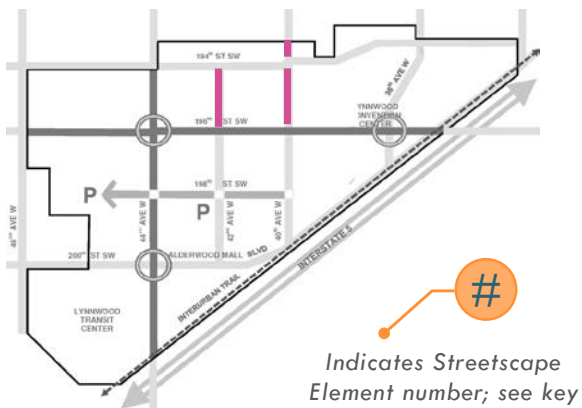 194th ST SW
36th AVE W
LYNNWOOD
CONVENTION
CENTER
196th ST SW
198th ST SW
P
P
46th AVE W
44th AVE W
42nd AVE W
40th AVE W
200th ST SW
ALDERWOOD MALL BLVD
INTERURBAN TRAIL
INTERSTATE 5
LYNNWOOD
TRANSIT
CENTER
#
Indicates Streetscape
Element number; see key